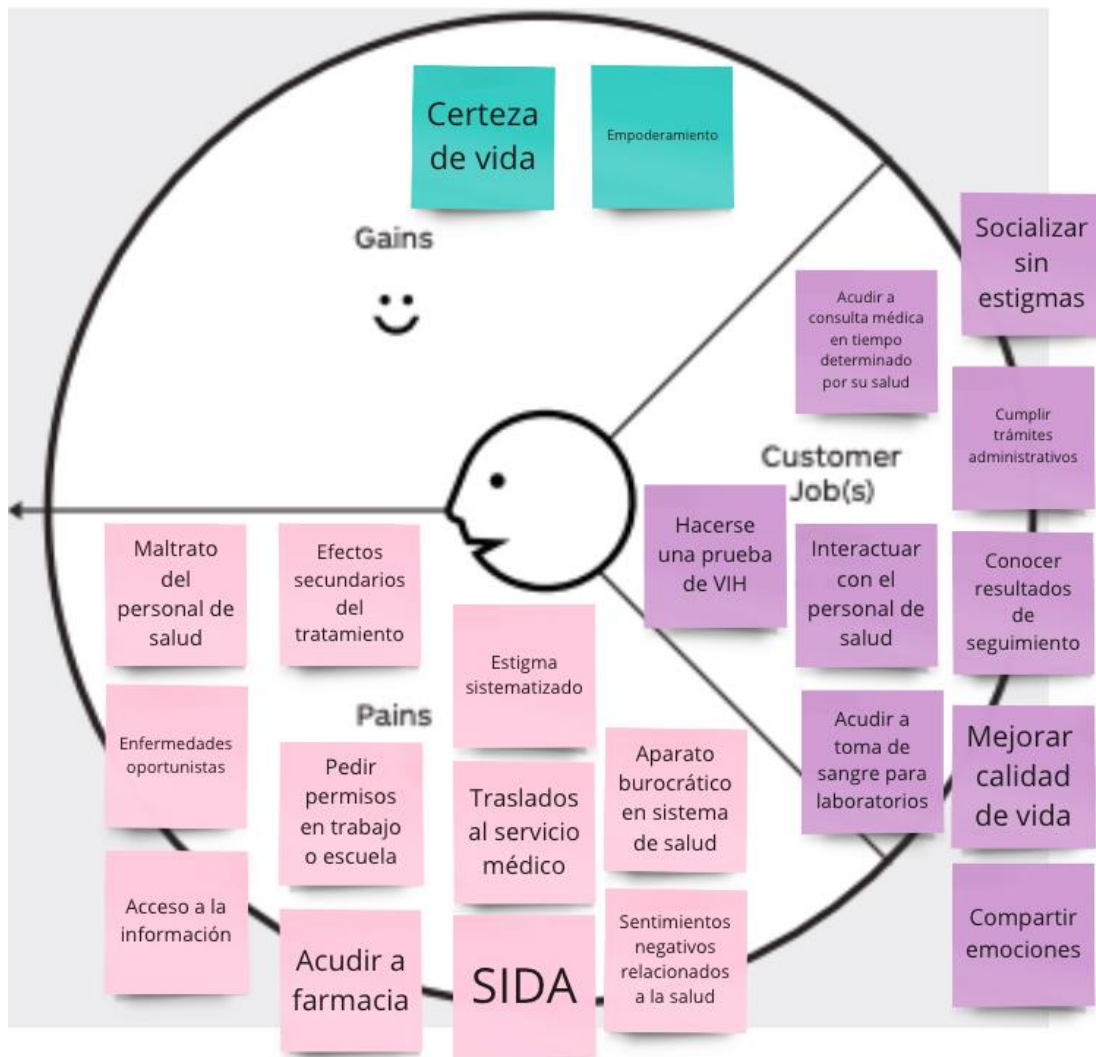 Certeza
de vida
Empoderamiento
Gains
Socializar
sin
estigmas
Acudir a
consulta médica
en tiempo
determinado
por su salud
Cumplir
trámites
administrativos
Customer
Job(s)
Hacerse
una prueba
de VIH
Interactuar
con el
personal de
salud
Conocer
resultados
de
seguimiento
Acudir a
toma de
sangre para
laboratorios
Mejorar
calidad
de vida
Compartir
emociones
Maltrato
del
personal de
salud
Efectos
secundarios
del
tratamiento
Estigma
sistematizado
Pains
Enfermedades
oportunistas
Pedir
permisos
en trabajo
o escuela
Traslados
al servicio
médico
Aparato
burocrático
en sistema
de salud
Acceso a la
información
Acudir a
farmacia
SIDA
Sentimientos
negativos
relacionados
a la salud